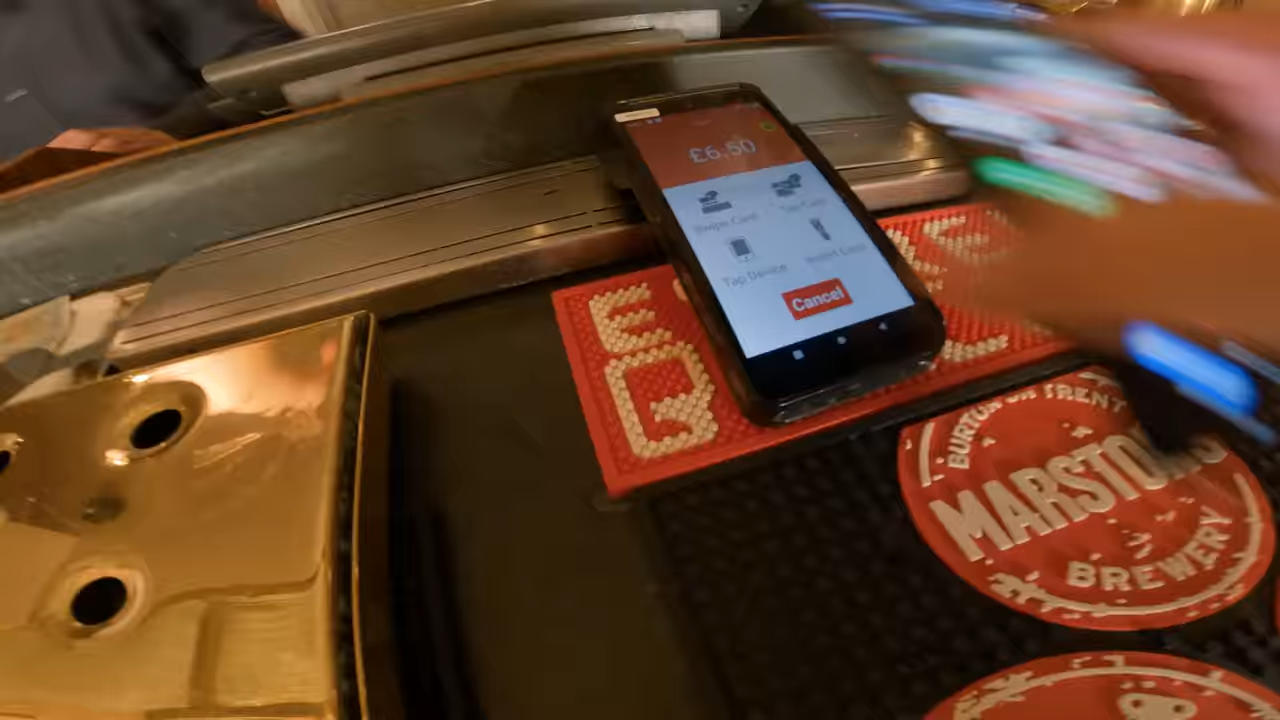 £6.50
Swipe Card
Tap Card
Tap Device
Insert Card
Cancel
BURTON ON TRENT
MARSTON'S
BREWERY